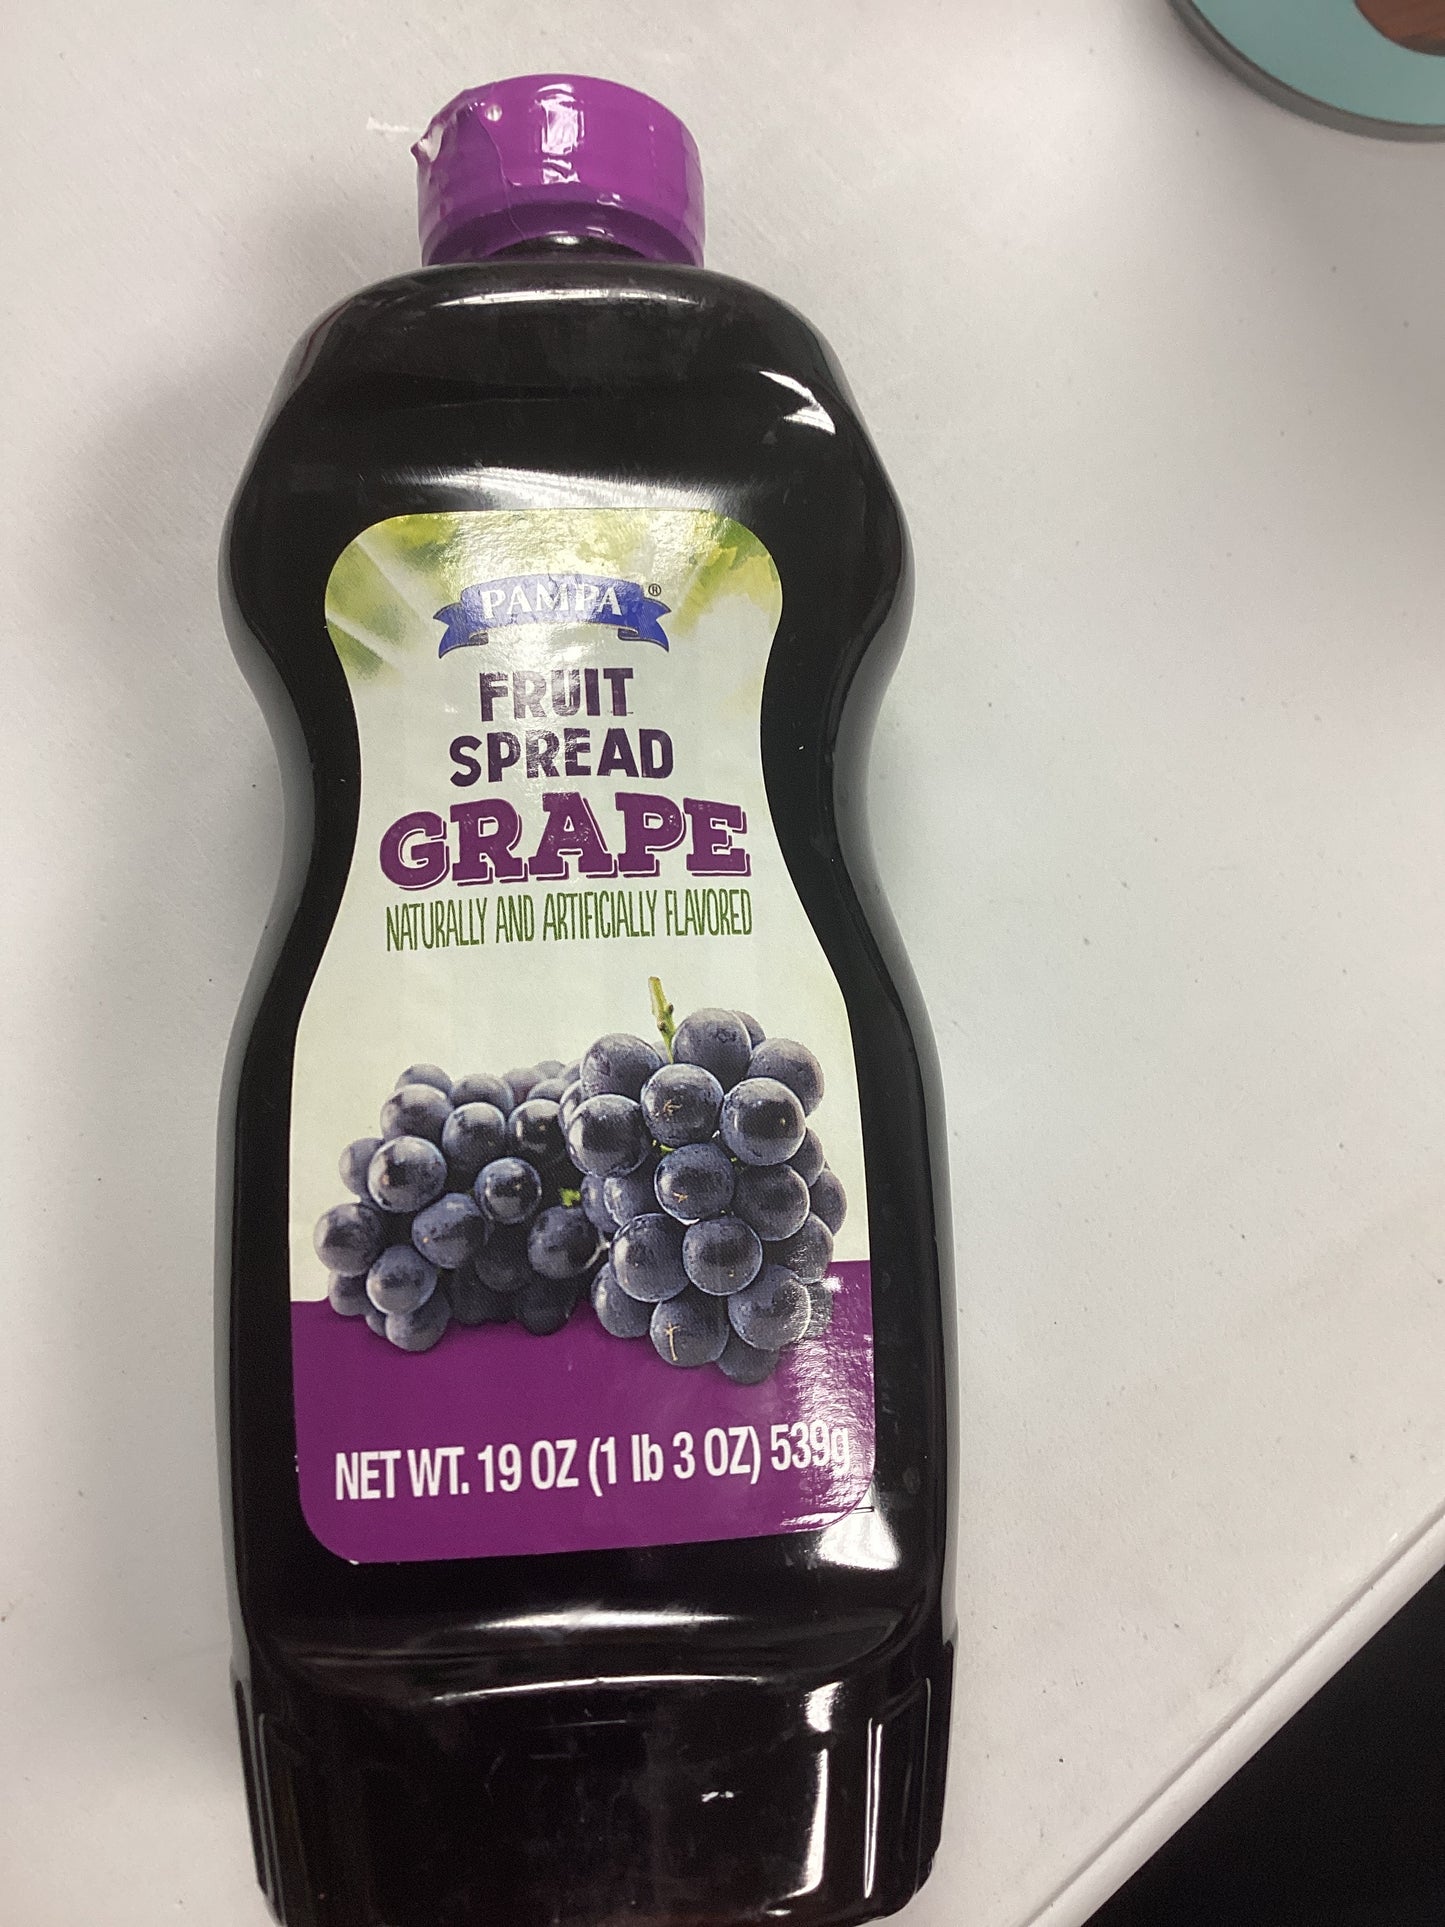 PAMPA®
FRUIT
SPREAD
GRAPE
NATURALLY AND ARTIFICIALLY FLAVORED
NET WT. 19 OZ (1 lb 3 OZ) 539g